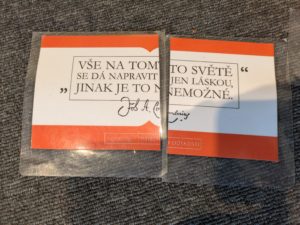 VŠE NA TOMTO SVĚTĚ
SE DÁ NAPRAVIT JEN LÁSKOU,
„JINAK JE TO NEMOŽNÉ.“